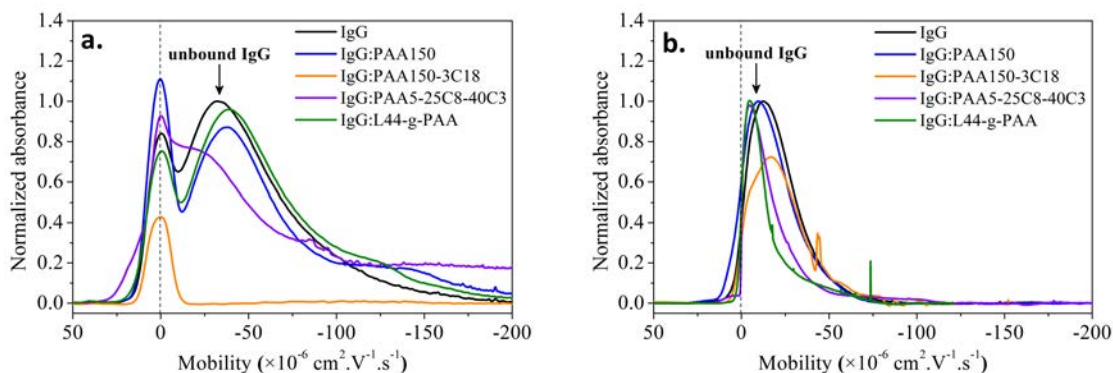 a.
unbound IgG
IgG
IgG:PAA150
IgG:PAA150-3C18
IgG:PAA5-25C8-40C3
IgG:L44-g-PAA
Normalized absorbance
1.4
1.2
1.0
0.8
0.6
0.4
0.2
0.0
50 0 -50 -100 -150 -200
Mobility (×10⁻⁶ cm².V⁻¹.s⁻¹)
b.
unbound IgG
IgG
IgG:PAA150
IgG:PAA150-3C18
IgG:PAA5-25C8-40C3
IgG:L44-g-PAA
Normalized absorbance
1.4
1.2
1.0
0.8
0.6
0.4
0.2
0.0
50 0 -50 -100 -150 -200
Mobility (×10⁻⁶ cm².V⁻¹.s⁻¹)